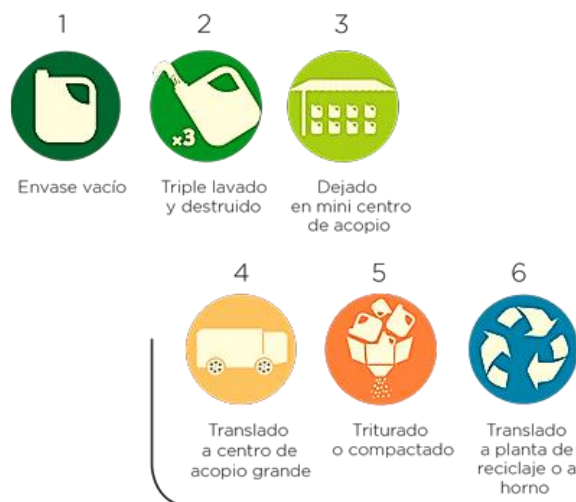 1 2 3
×3
Envase vacío
Triple lavado
y destruido
Dejado
en mini centro
de acopio
4 5 6
Translado
a centro de
acopio grande
Triturado
o compactado
Translado
a planta de
reciclaje o a
horno